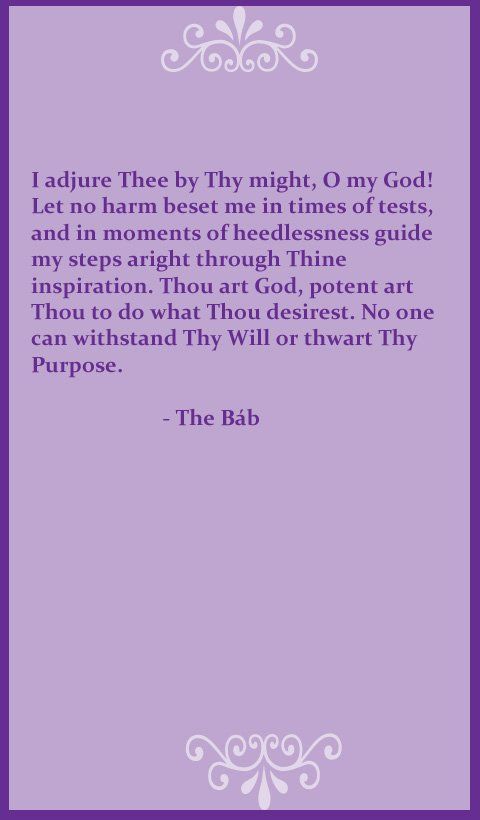 I adjure Thee by Thy might, O my God!
Let no harm beset me in times of tests,
and in moments of heedlessness guide
my steps aright through Thine
inspiration. Thou art God, potent art
Thou to do what Thou desirest. No one
can withstand Thy Will or thwart Thy
Purpose.
- The Báb